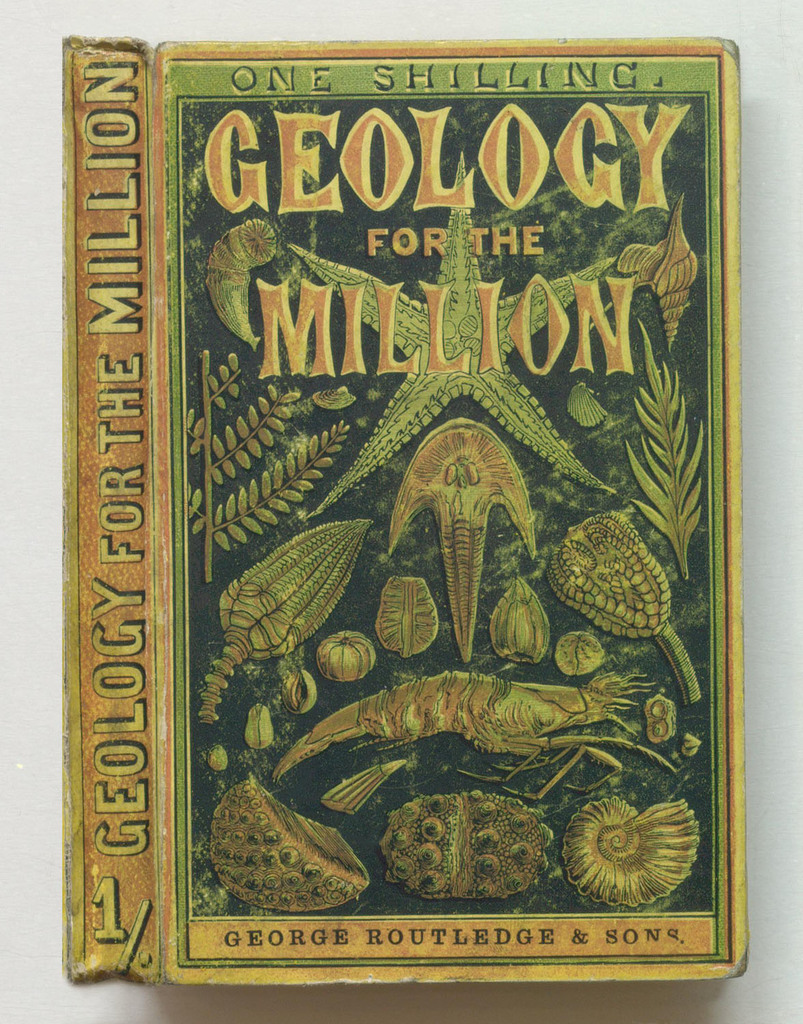 GEOLOGY FOR THE MILLION
1/.
ONE SHILLING.
GEOLOGY
FOR THE
MILLION
GEORGE ROUTLEDGE & SONS.